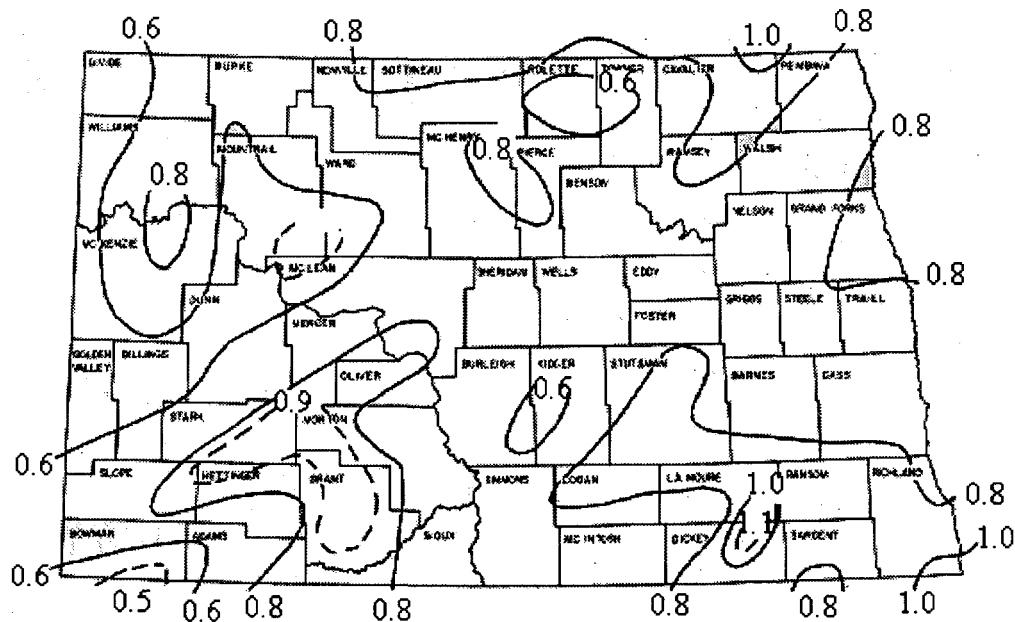 0.6
0.8
1.0
0.8
DIVIDE
BURKE
RENVILLE
BOTTINEAU
ROLETTE
TOWNER
CAVALIER
PEMBINA
0.6
WILLIAMS
MOUNTRAIL
WARD
MC HENRY
PIERCE
RAMSEY
WALSH
0.8
0.8
0.8
BENSON
NELSON
GRAND FORKS
MC KENZIE
MC LEAN
SHERIDAN
WELLS
EDDY
0.8
DUNN
GRIGGS
STEELE
TRAILL
MERCER
FOSTER
GOLDEN VALLEY
BILLINGS
OLIVER
BURLEIGH
KIDDER
STUTSMAN
BARNES
CASS
0.6
0.9
STARK
MORTON
0.6
SLOPE
HETTINGER
GRANT
EMMONS
LOGAN
LA MOURE
RANSOM
RICHLAND
1.0
0.8
1.1
BOWMAN
ADAMS
SIOUX
MC INTOSH
DICKEY
SARGENT
1.0
0.6
0.5
0.6
0.8
0.8
0.8
0.8
1.0